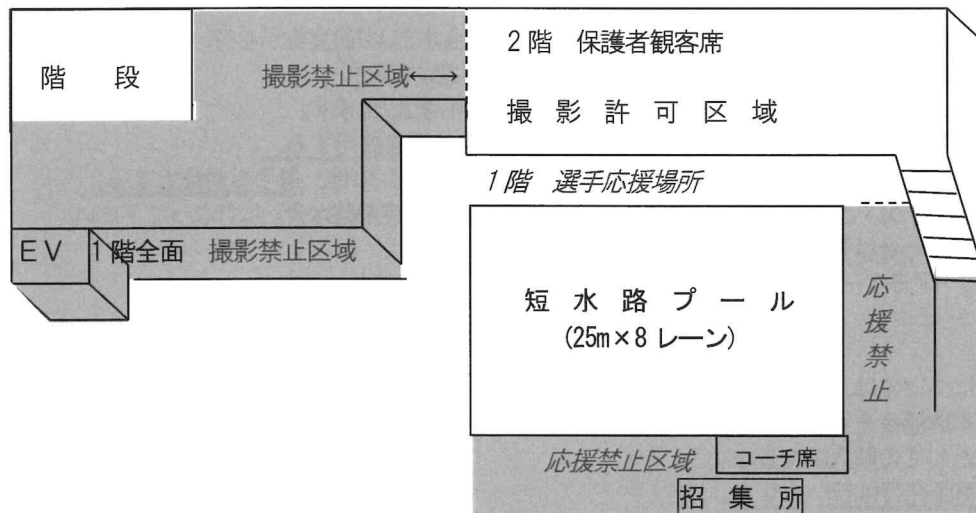 階 段
撮影禁止区域←→
2階 保護者観客席
撮 影 許 可 区 域
1階 選手応援場所
EV 1階全面 撮影禁止区域
短 水 路 プ ー ル
(25m×8 レーン)
応援禁止
応援禁止区域
コーチ席
招 集 所